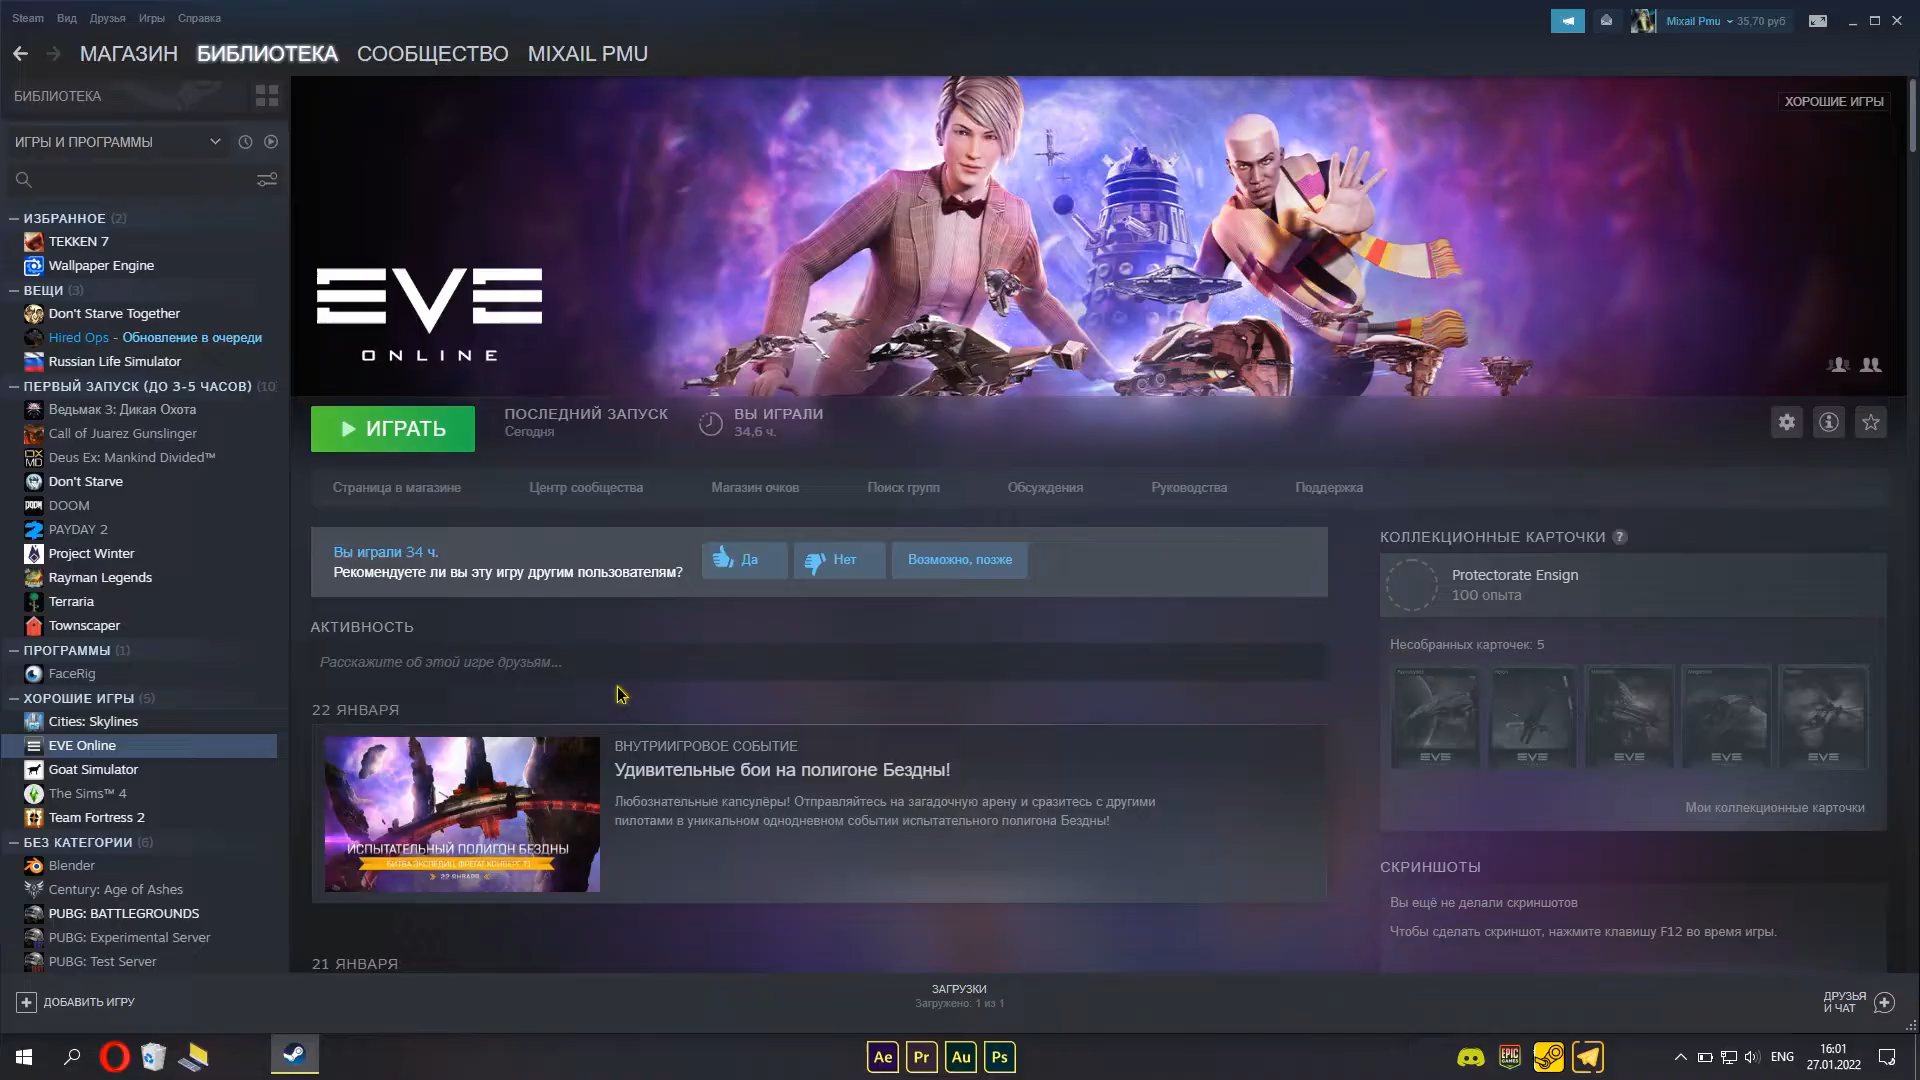 Steam Вид Друзья Игры Справка
Mixail Pmu 35,70 руб
МАГАЗИН БИБЛИОТЕКА СООБЩЕСТВО MIXAIL PMU
БИБЛИОТЕКА
ИГРЫ И ПРОГРАММЫ
— ИЗБРАННОЕ (2)
TEKKEN 7
Wallpaper Engine
— ВЕЩИ (3)
Don't Starve Together
Hired Ops - Обновление в очереди
Russian Life Simulator
— ПЕРВЫЙ ЗАПУСК (ДО 3-5 ЧАСОВ) (10
Ведьмак 3: Дикая Охота
Call of Juarez Gunslinger
Deus Ex: Mankind Divided™
Don't Starve
DOOM
PAYDAY 2
Project Winter
Rayman Legends
Terraria
Townscaper
— ПРОГРАММЫ (1)
FaceRig
— ХОРОШИЕ ИГРЫ (5)
Cities: Skylines
EVE Online
Goat Simulator
The Sims™ 4
Team Fortress 2
— БЕЗ КАТЕГОРИИ (6)
Blender
Century: Age of Ashes
PUBG: BATTLEGROUNDS
PUBG: Experimental Server
PUBG: Test Server
ДОБАВИТЬ ИГРУ
ХОРОШИЕ ИГРЫ
EVE
ONLINE
ИГРАТЬ
ПОСЛЕДНИЙ ЗАПУСК
Сегодня
ВЫ ИГРАЛИ
34,6 ч.
Страница в магазине Центр сообщества Магазин очков Поиск групп Обсуждения Руководства Поддержка
Вы играли 34 ч.
Рекомендуете ли вы эту игру другим пользователям?
Да Нет Возможно, позже
АКТИВНОСТЬ
Расскажите об этой игре друзьям...
22 ЯНВАРЯ
ИСПЫТАТЕЛЬНЫЙ ПОЛИГОН БЕЗДНЫ
22 ЯНВАРЯ
ВНУТРИИГРОВОЕ СОБЫТИЕ
Удивительные бои на полигоне Бездны!
Любознательные капсулёры! Отправляйтесь на загадочную арену и сразитесь с другими
пилотами в уникальном однодневном событии испытательного полигона Бездны!
21 ЯНВАРЯ
КОЛЛЕКЦИОННЫЕ КАРТОЧКИ ?
Protectorate Ensign
100 опыта
Несобранных карточек: 5
EVE EVE EVE EVE EVE
Мои коллекционные карточки
СКРИНШОТЫ
Вы ещё не делали скриншотов
Чтобы сделать скриншот, нажмите клавишу F12 во время игры.
ЗАГРУЗКИ
Загружено: 1 из 1
ДРУЗЬЯ
И ЧАТ
Ae Pr Au Ps
EPIC
GAMES
ENG
16:01
27.01.2022